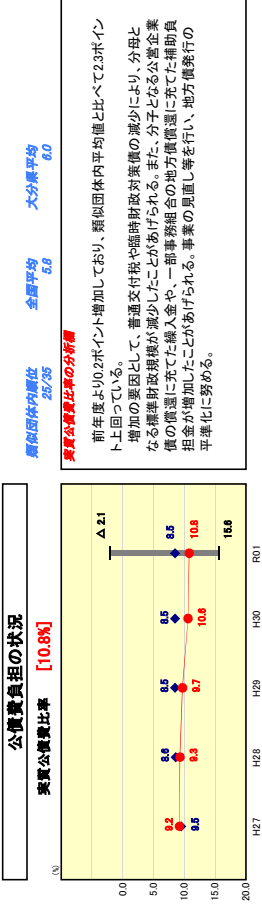 公債費負担の状況
実質公債費比率 [10.8%]
類似団体内順位
25/35
全国平均
5.8
大分県平均
6.0
(%)
0.0
5.0
10.0
15.0
20.0
9.2
9.5
8.6
9.3
8.5
9.7
8.5
10.6
△ 2.1
8.5
10.8
15.6
H27
H28
H29
H30
R01
実質公債費比率の分析欄
前年度より0.2ポイント増加しており、類似団体内平均値と比べて2.3ポイン
ト上回っている。
増加の要因として、普通交付税や臨時財政対策債の減少により、分母と
なる標準財政規模が減少したことがあげられる。また、分子となる公営企業
債の償還に充てた繰入金や、一部事務組合の地方債償還に充てた補助負
担金が増加したことがあげられる。事業の見直し等を行い、地方債発行の
平準化に努める。